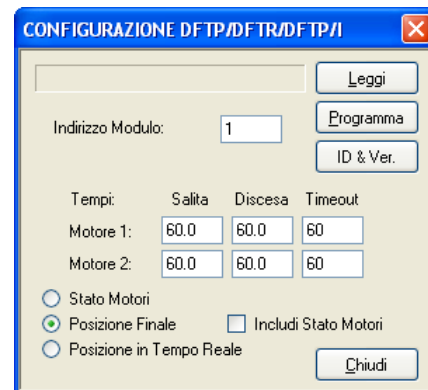 CONFIGURAZIONE DFTP/DFTR/DFTP/I
Leggi
Indirizzo Modulo: 1
Programma
ID & Ver.
Tempi: Salita Discesa Timeout
Motore 1: 60.0 60.0 60
Motore 2: 60.0 60.0 60
Stato Motori
Posizione Finale Includi Stato Motori
Posizione in Tempo Reale
Chiudi